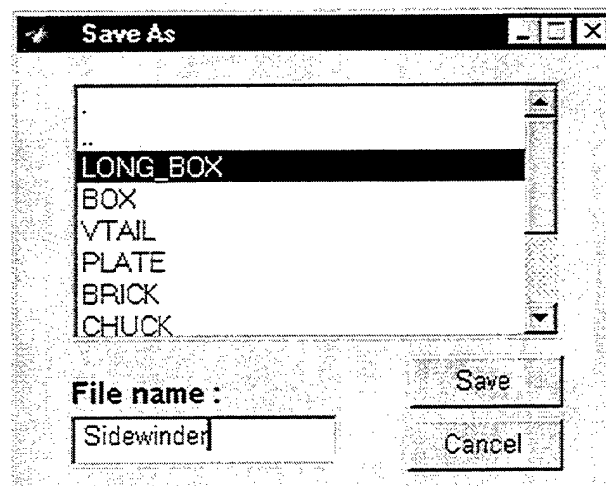 Save As
.
..
LONG_BOX
BOX
VTAIL
PLATE
BRICK
CHUCK
File name :
Save
Sidewinder
Cancel